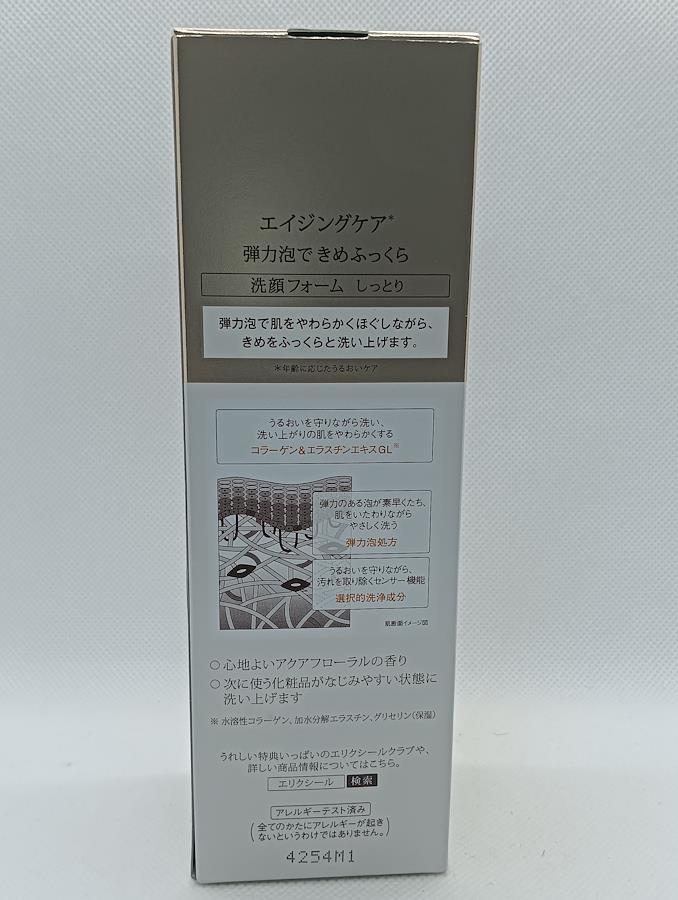 エイジングケア*
弾力泡で きめふっくら
洗顔フォーム しっとり
弾力泡で肌をやわらかくほぐしながら、
きめをふっくらと洗い上げます。
*年齢に応じたうるおいケア
うるおいを守りながら洗い、
洗い上がりの肌をやわらかくする
コラーゲン&エラスチンエキスGL※
弾力のある泡が素早くたち、
肌をいたわりながら
やさしく洗う
弾力泡処方
うるおいを守りながら、
汚れを取り除くセンサー機能
選択的洗浄成分
肌断面イメージ図
○ 心地よいアクアフローラルの香り
○ 次に使う化粧品がなじみやすい状態に
洗い上げます
※ 水溶性コラーゲン、加水分解エラスチン、グリセリン(保湿)
うれしい特典いっぱいのエリクシールクラブや、
詳しい商品情報についてはこちら。
エリクシール 検索
アレルギーテスト済み
(全てのかたにアレルギーが起き
ないというわけではありません。)
4254M1